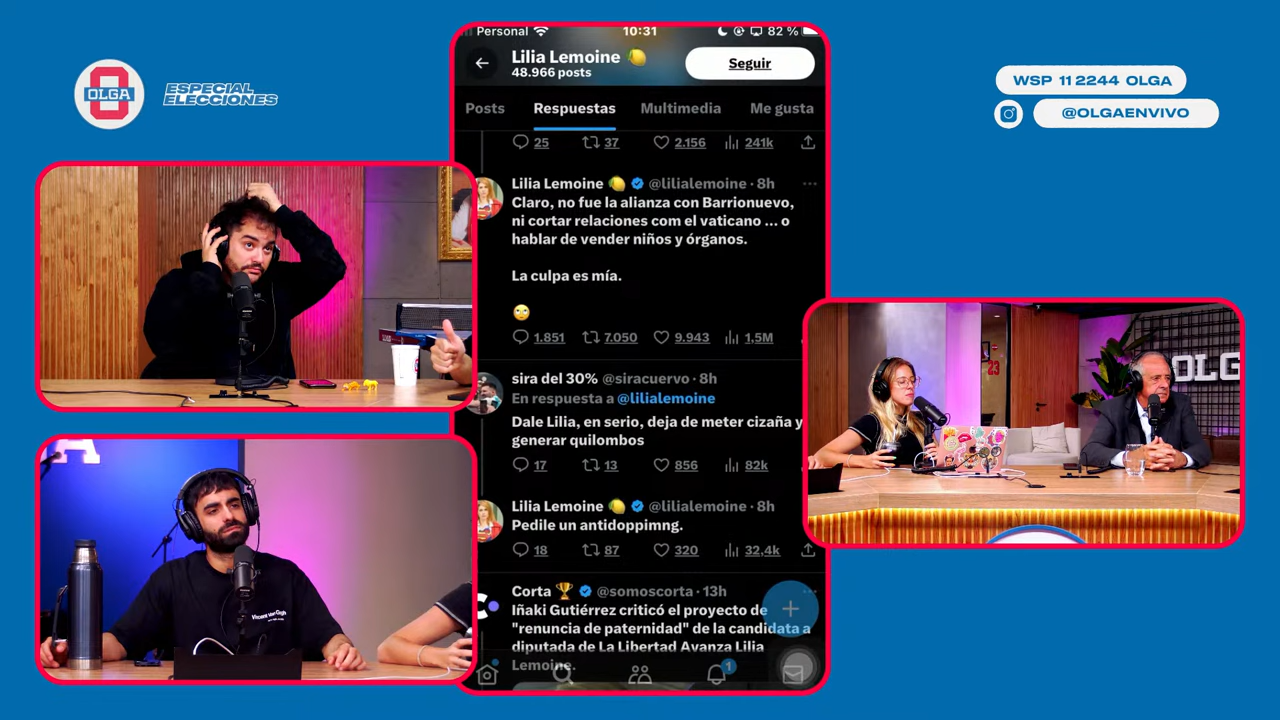 OLGA
ESPECIAL
ELECCIONES
WSP 11 2244 OLGA
@OLGAENVIVO
Personal
10:31
82 %
Lilia Lemoine 🍋
48.966 posts
Seguir
Posts
Respuestas
Multimedia
Me gusta
25
37
2.156
241k
Lilia Lemoine 🍋 @lilialemoine · 8h
Claro, no fue la alianza con Barrionuevo,
ni cortar relaciones com el vaticano ... o
hablar de vender niños y órganos.
La culpa es mía.
🙄
1.851
7.050
9.943
1,5M
sira del 30% @siracuervo · 8h
En respuesta a @lilialemoine
Dale Lilia, en serio, deja de meter cizaña y
generar quilombos
17
13
856
82k
Lilia Lemoine 🍋 @lilialemoine · 8h
Pedile un antidoppimng.
18
87
320
32,4k
Corta 🏆 @somoscorta · 13h
Iñaki Gutiérrez criticó el proyecto de
"renuncia de paternidad" de la candidata a
diputada de La Libertad Avanza Lilia
Lemoine.
1
Vincent Van Gogh
23
OLG
A